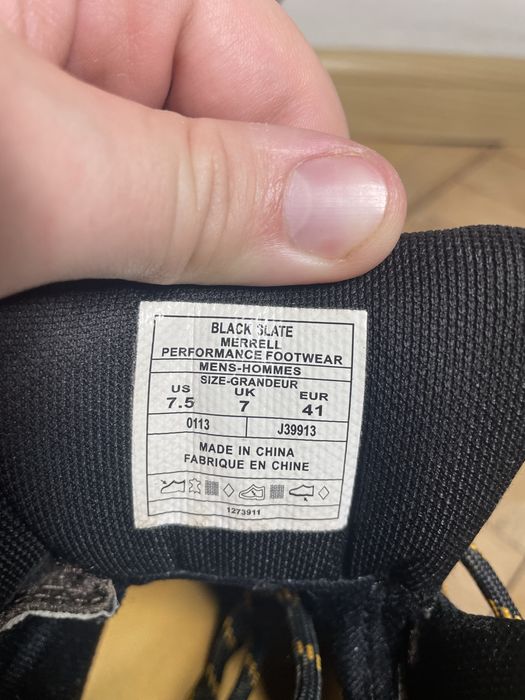 BLACK SLATE
MERRELL
PERFORMANCE FOOTWEAR
MENS-HOMMES
SIZE-GRANDEUR
US UK EUR
7.5 7 41
0113 J39913
MADE IN CHINA
FABRIQUE EN CHINE
1273911